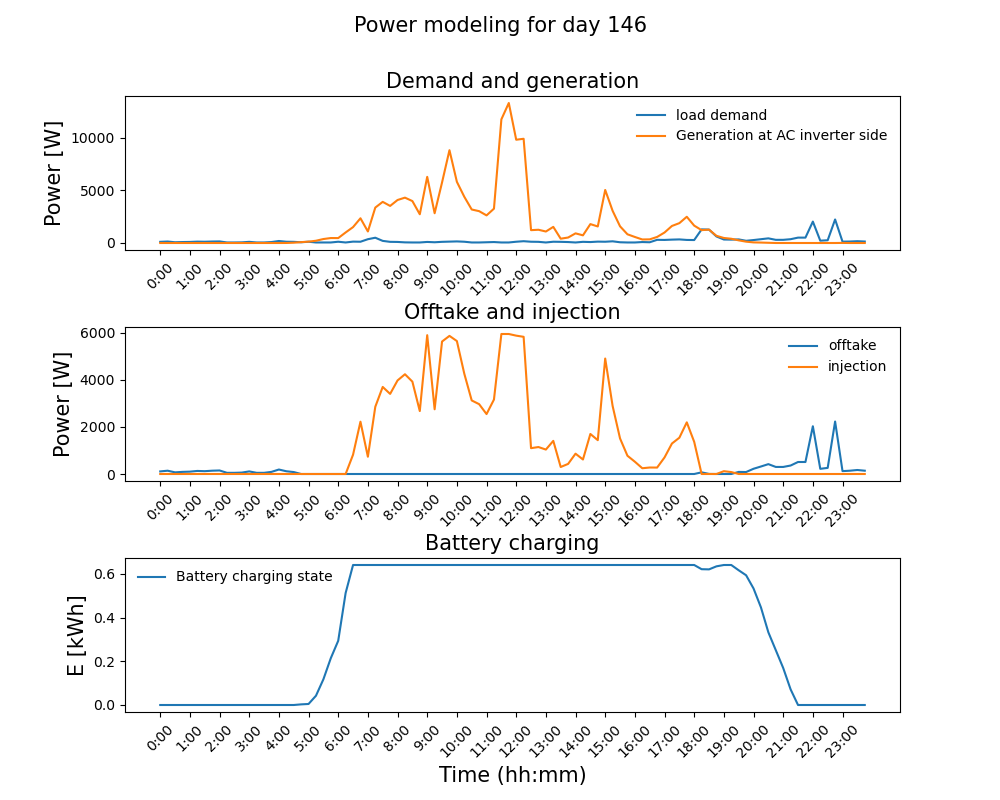 Power modeling for day 146
Demand and generation
Power [W]
10000
5000
0
load demand
Generation at AC inverter side
0:00 1:00 2:00 3:00 4:00 5:00 6:00 7:00 8:00 9:00 10:00 11:00 12:00 13:00 14:00 15:00 16:00 17:00 18:00 19:00 20:00 21:00 22:00 23:00
Offtake and injection
Power [W]
6000
4000
2000
0
offtake
injection
0:00 1:00 2:00 3:00 4:00 5:00 6:00 7:00 8:00 9:00 10:00 11:00 12:00 13:00 14:00 15:00 16:00 17:00 18:00 19:00 20:00 21:00 22:00 23:00
Battery charging
E [kWh]
0.6
0.4
0.2
0.0
Battery charging state
0:00 1:00 2:00 3:00 4:00 5:00 6:00 7:00 8:00 9:00 10:00 11:00 12:00 13:00 14:00 15:00 16:00 17:00 18:00 19:00 20:00 21:00 22:00 23:00
Time (hh:mm)